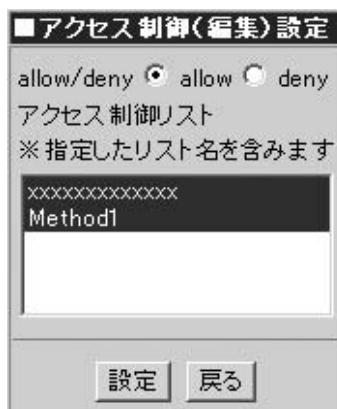 ■アクセス制御(編集)設定
allow/deny allow deny
アクセス制御リスト
※指定したリスト名を含みます
xxxxxxxxxxxxx
Method1
設定 戻る